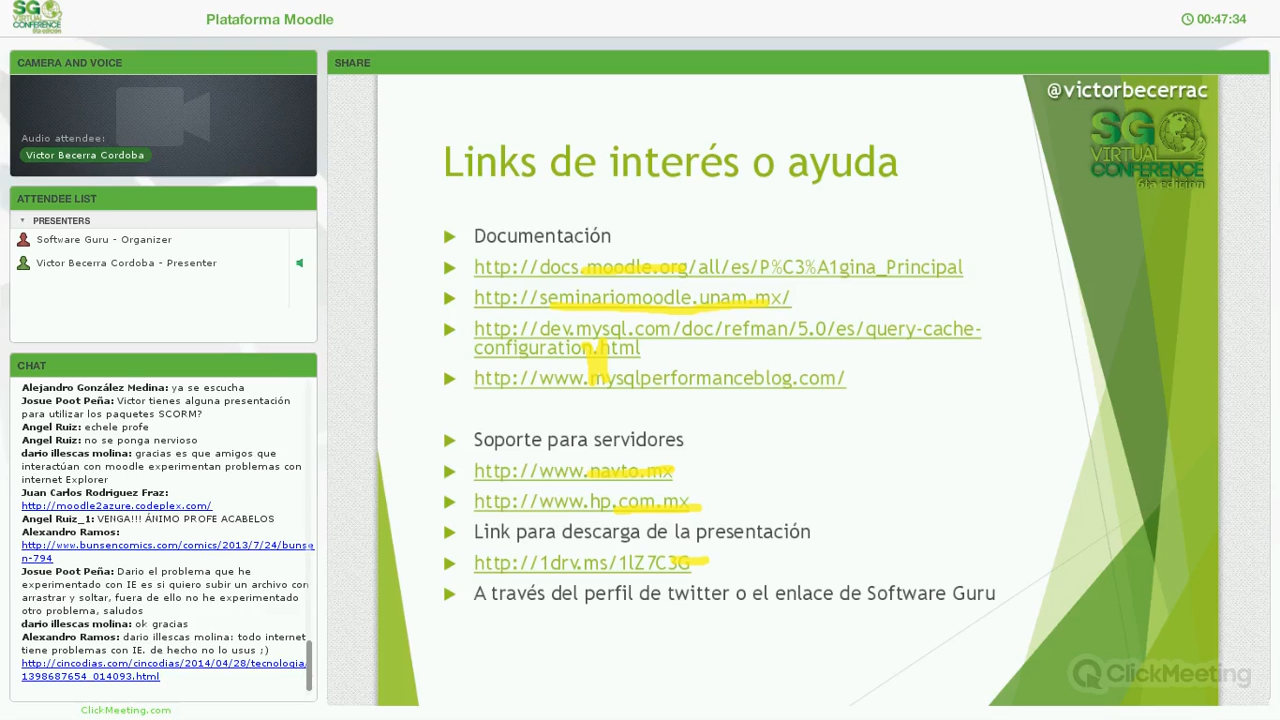 SG
VIRTUAL
CONFERENCE
6ta edición
Plataforma Moodle
00:47:34
CAMERA AND VOICE
Audio attendee:
Victor Becerra Cordoba
ATTENDEE LIST
PRESENTERS
Software Guru - Organizer
Victor Becerra Cordoba - Presenter
CHAT
Alejandro González Medina: ya se escucha
Josue Poot Peña: Victor tienes alguna presentación
para utilizar los paquetes SCORM?
Angel Ruiz: echele profe
Angel Ruiz: no se ponga nervioso
dario illescas molina: gracias es que amigos que
interactúan con moodle experimentan problemas con
internet Explorer
Juan Carlos Rodriguez Fraz:
http://moodle2azure.codeplex.com/
Angel Ruiz_1: VENGA!!! ÁNIMO PROFE ACABELOS
Alexandro Ramos:
http://www.bunsencomics.com/comics/2013/7/24/bunse
n-794
Josue Poot Peña: Dario el problema que he
experimentado con IE es si quiero subir un archivo con
arrastrar y soltar, fuera de ello no he experimentado
otro problema, saludos
dario illescas molina: ok gracias
Alexandro Ramos: dario illescas molina: todo internet
tiene problemas con IE. de hecho no lo usus ;)
http://cincodias.com/cincodias/2014/04/28/tecnologia/
1398687654_014093.html
ClickMeeting.com
SHARE
@victorbecerrac
SG
VIRTUAL
CONFERENCE
6ta edición
Links de interés o ayuda
Documentación
http://docs.moodle.org/all/es/P%C3%A1gina_Principal
http://seminariomoodle.unam.mx/
http://dev.mysql.com/doc/refman/5.0/es/query-cache-
configuration.html
http://www.mysqlperformanceblog.com/
Soporte para servidores
http://www.navto.mx
http://www.hp.com.mx
Link para descarga de la presentación
http://1drv.ms/1lZ7C3G
A través del perfil de twitter o el enlace de Software Guru
ClickMeeting